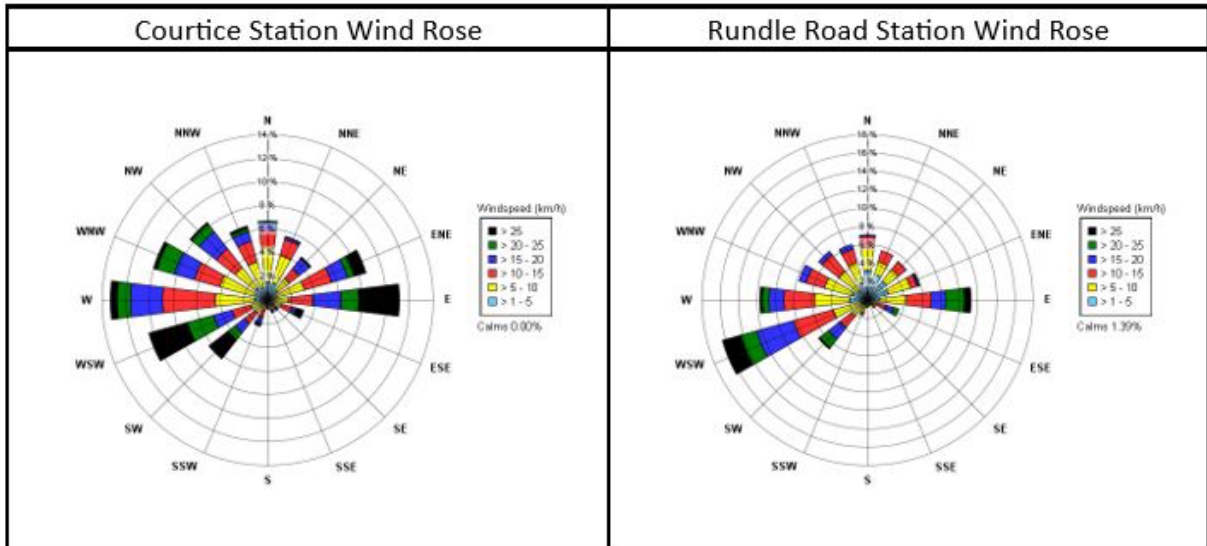 Courtice Station Wind Rose
Rundle Road Station Wind Rose
N
NNE
NE
ENE
E
ESE
SE
SSE
S
SSW
SW
WSW
W
WNW
NW
NNW
14 %
12 %
10 %
8 %
6 %
Windspeed (km/h)
> 25
> 20 - 25
> 15 - 20
> 10 - 15
> 5 - 10
> 1 - 5
Calms 0.00%
N
NNE
NE
ENE
E
ESE
SE
SSE
S
SSW
SW
WSW
W
WNW
NW
NNW
18 %
16 %
14 %
12 %
10 %
8 %
Windspeed (km/h)
> 25
> 20 - 25
> 15 - 20
> 10 - 15
> 5 - 10
> 1 - 5
Calms 1.39%